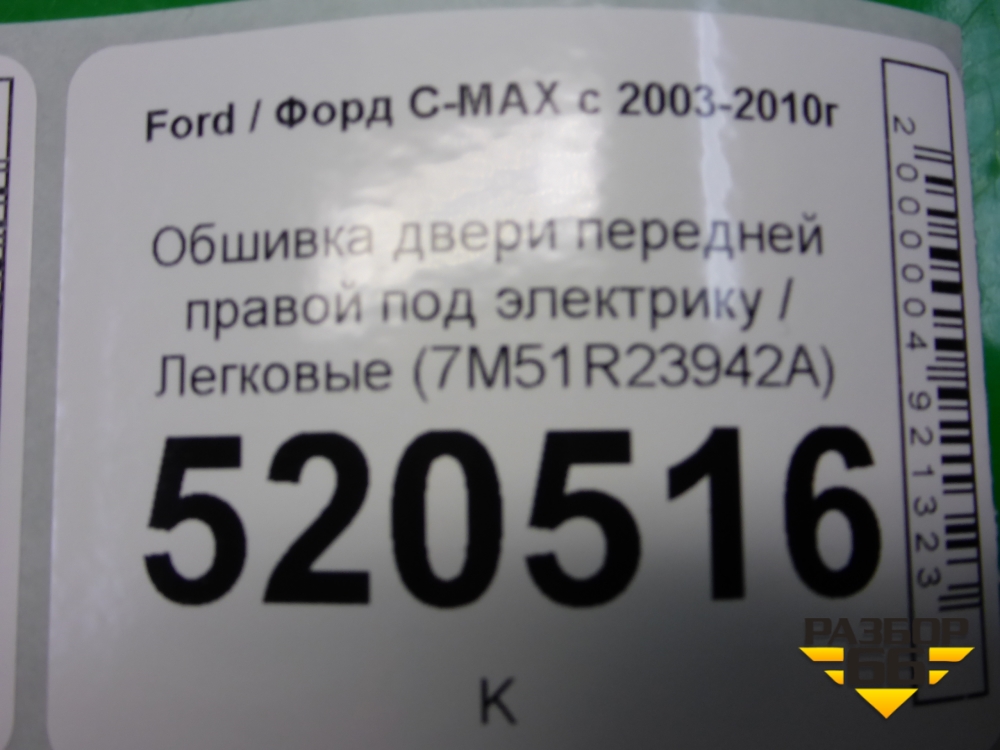 Ford / Форд C-MAX с 2003-2010г
Обшивка двери передней
правой под электрику /
Легковые (7M51R23942A)
520516
К
2000004921323
РАЗБОР
66